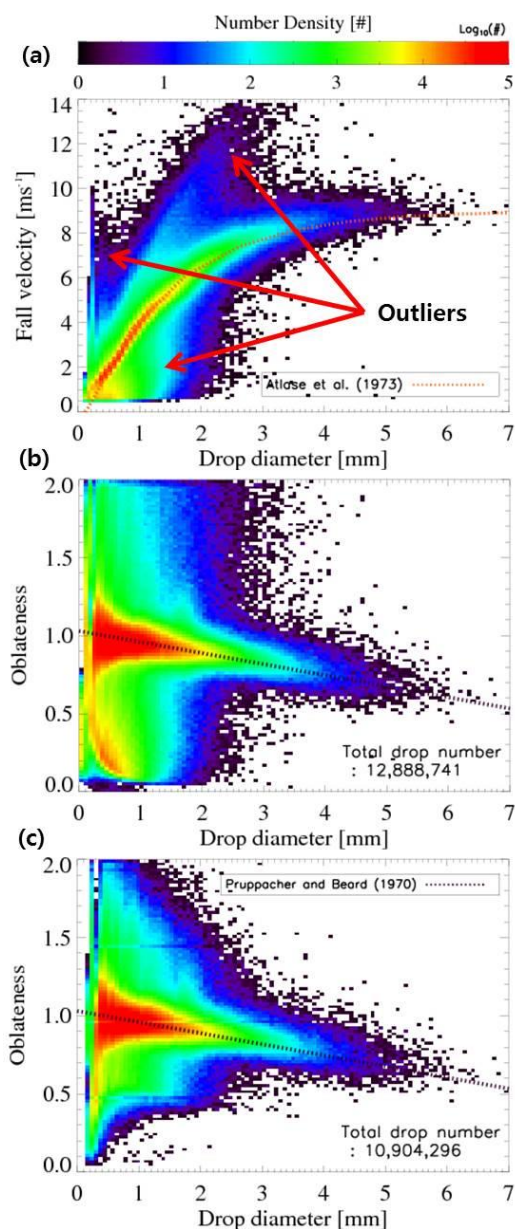 Number Density [#]
Log10(#)
(a)
0 1 2 3 4 5
14
12
10
8
6
4
2
0
Fall velocity [ms-1]
Outliers
Atlase et al. (1973)
0 1 2 3 4 5 6 7
Drop diameter [mm]
(b)
2.0
1.5
1.0
0.5
0.0
Oblateness
Total drop number
: 12,888,741
0 1 2 3 4 5 6 7
Drop diameter [mm]
(c)
2.0
1.5
1.0
0.5
0.0
Oblateness
Pruppacher and Beard (1970)
Total drop number
: 10,904,296
0 1 2 3 4 5 6 7
Drop diameter [mm]